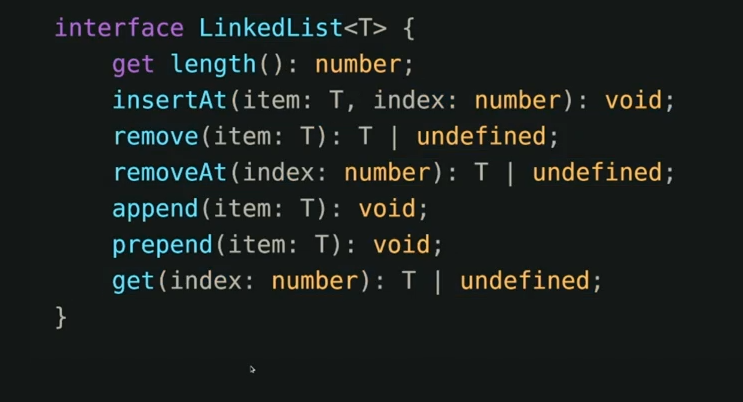 interface LinkedList<T> {
    get length(): number;
    insertAt(item: T, index: number): void;
    remove(item: T): T | undefined;
    removeAt(index: number): T | undefined;
    append(item: T): void;
    prepend(item: T): void;
    get(index: number): T | undefined;
}